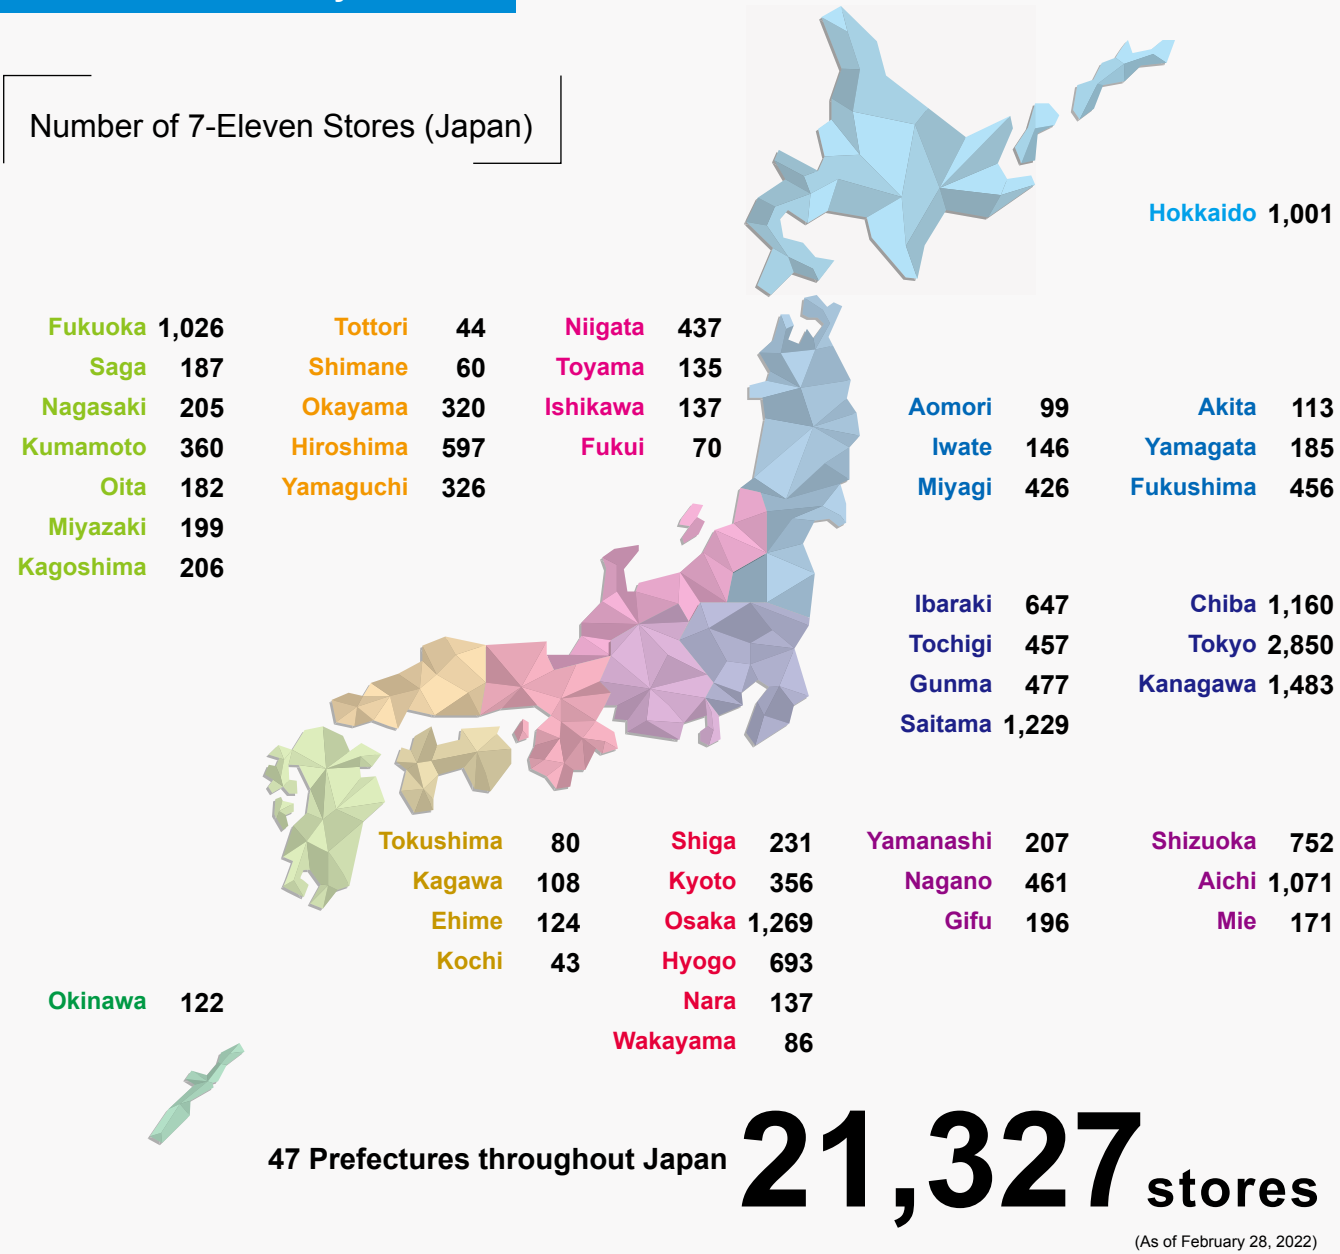 Number of 7-Eleven Stores (Japan)
Hokkaido 1,001
Fukuoka 1,026
Saga 187
Nagasaki 205
Kumamoto 360
Oita 182
Miyazaki 199
Kagoshima 206
Tottori 44
Shimane 60
Okayama 320
Hiroshima 597
Yamaguchi 326
Niigata 437
Toyama 135
Ishikawa 137
Fukui 70
Aomori 99
Iwate 146
Miyagi 426
Akita 113
Yamagata 185
Fukushima 456
Ibaraki 647
Tochigi 457
Gunma 477
Saitama 1,229
Chiba 1,160
Tokyo 2,850
Kanagawa 1,483
Tokushima 80
Kagawa 108
Ehime 124
Kochi 43
Shiga 231
Kyoto 356
Osaka 1,269
Hyogo 693
Nara 137
Wakayama 86
Yamanashi 207
Nagano 461
Gifu 196
Shizuoka 752
Aichi 1,071
Mie 171
Okinawa 122
47 Prefectures throughout Japan 21,327 stores
(As of February 28, 2022)